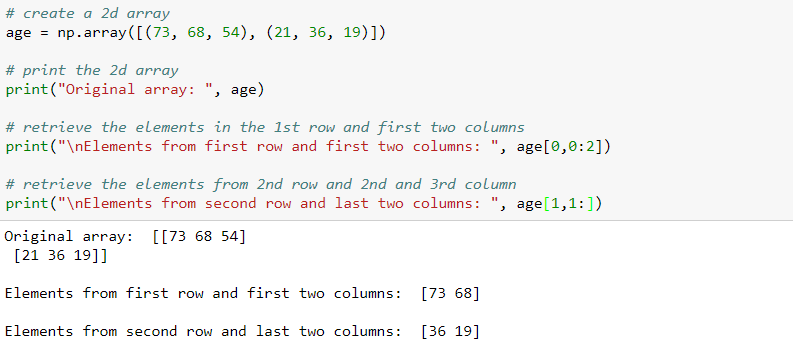 # create a 2d array
age = np.array([(73, 68, 54), (21, 36, 19)])
# print the 2d array
print("Original array: ", age)
# retrieve the elements in the 1st row and first two columns
print("\nElements from first row and first two columns: ", age[0,0:2])
# retrieve the elements from 2nd row and 2nd and 3rd column
print("\nElements from second row and last two columns: ", age[1,1:])
Original array:  [[73 68 54]
 [21 36 19]]
Elements from first row and first two columns:  [73 68]
Elements from second row and last two columns:  [36 19]